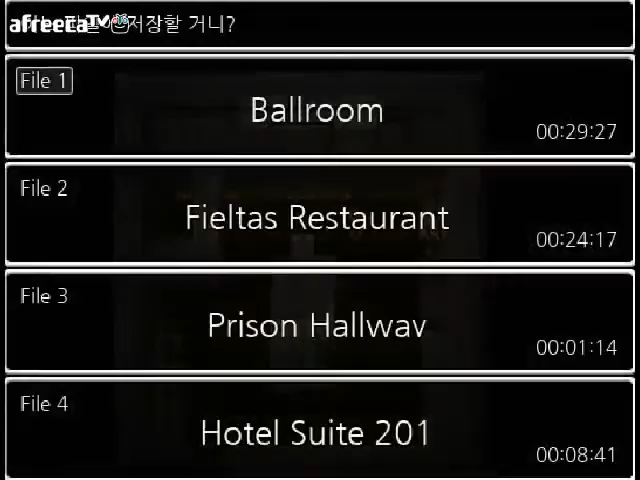 afreecaTV 저장할 거니?
File 1
Ballroom
00:29:27
File 2
Fieltas Restaurant
00:24:17
File 3
Prison Hallway
00:01:14
File 4
Hotel Suite 201
00:08:41